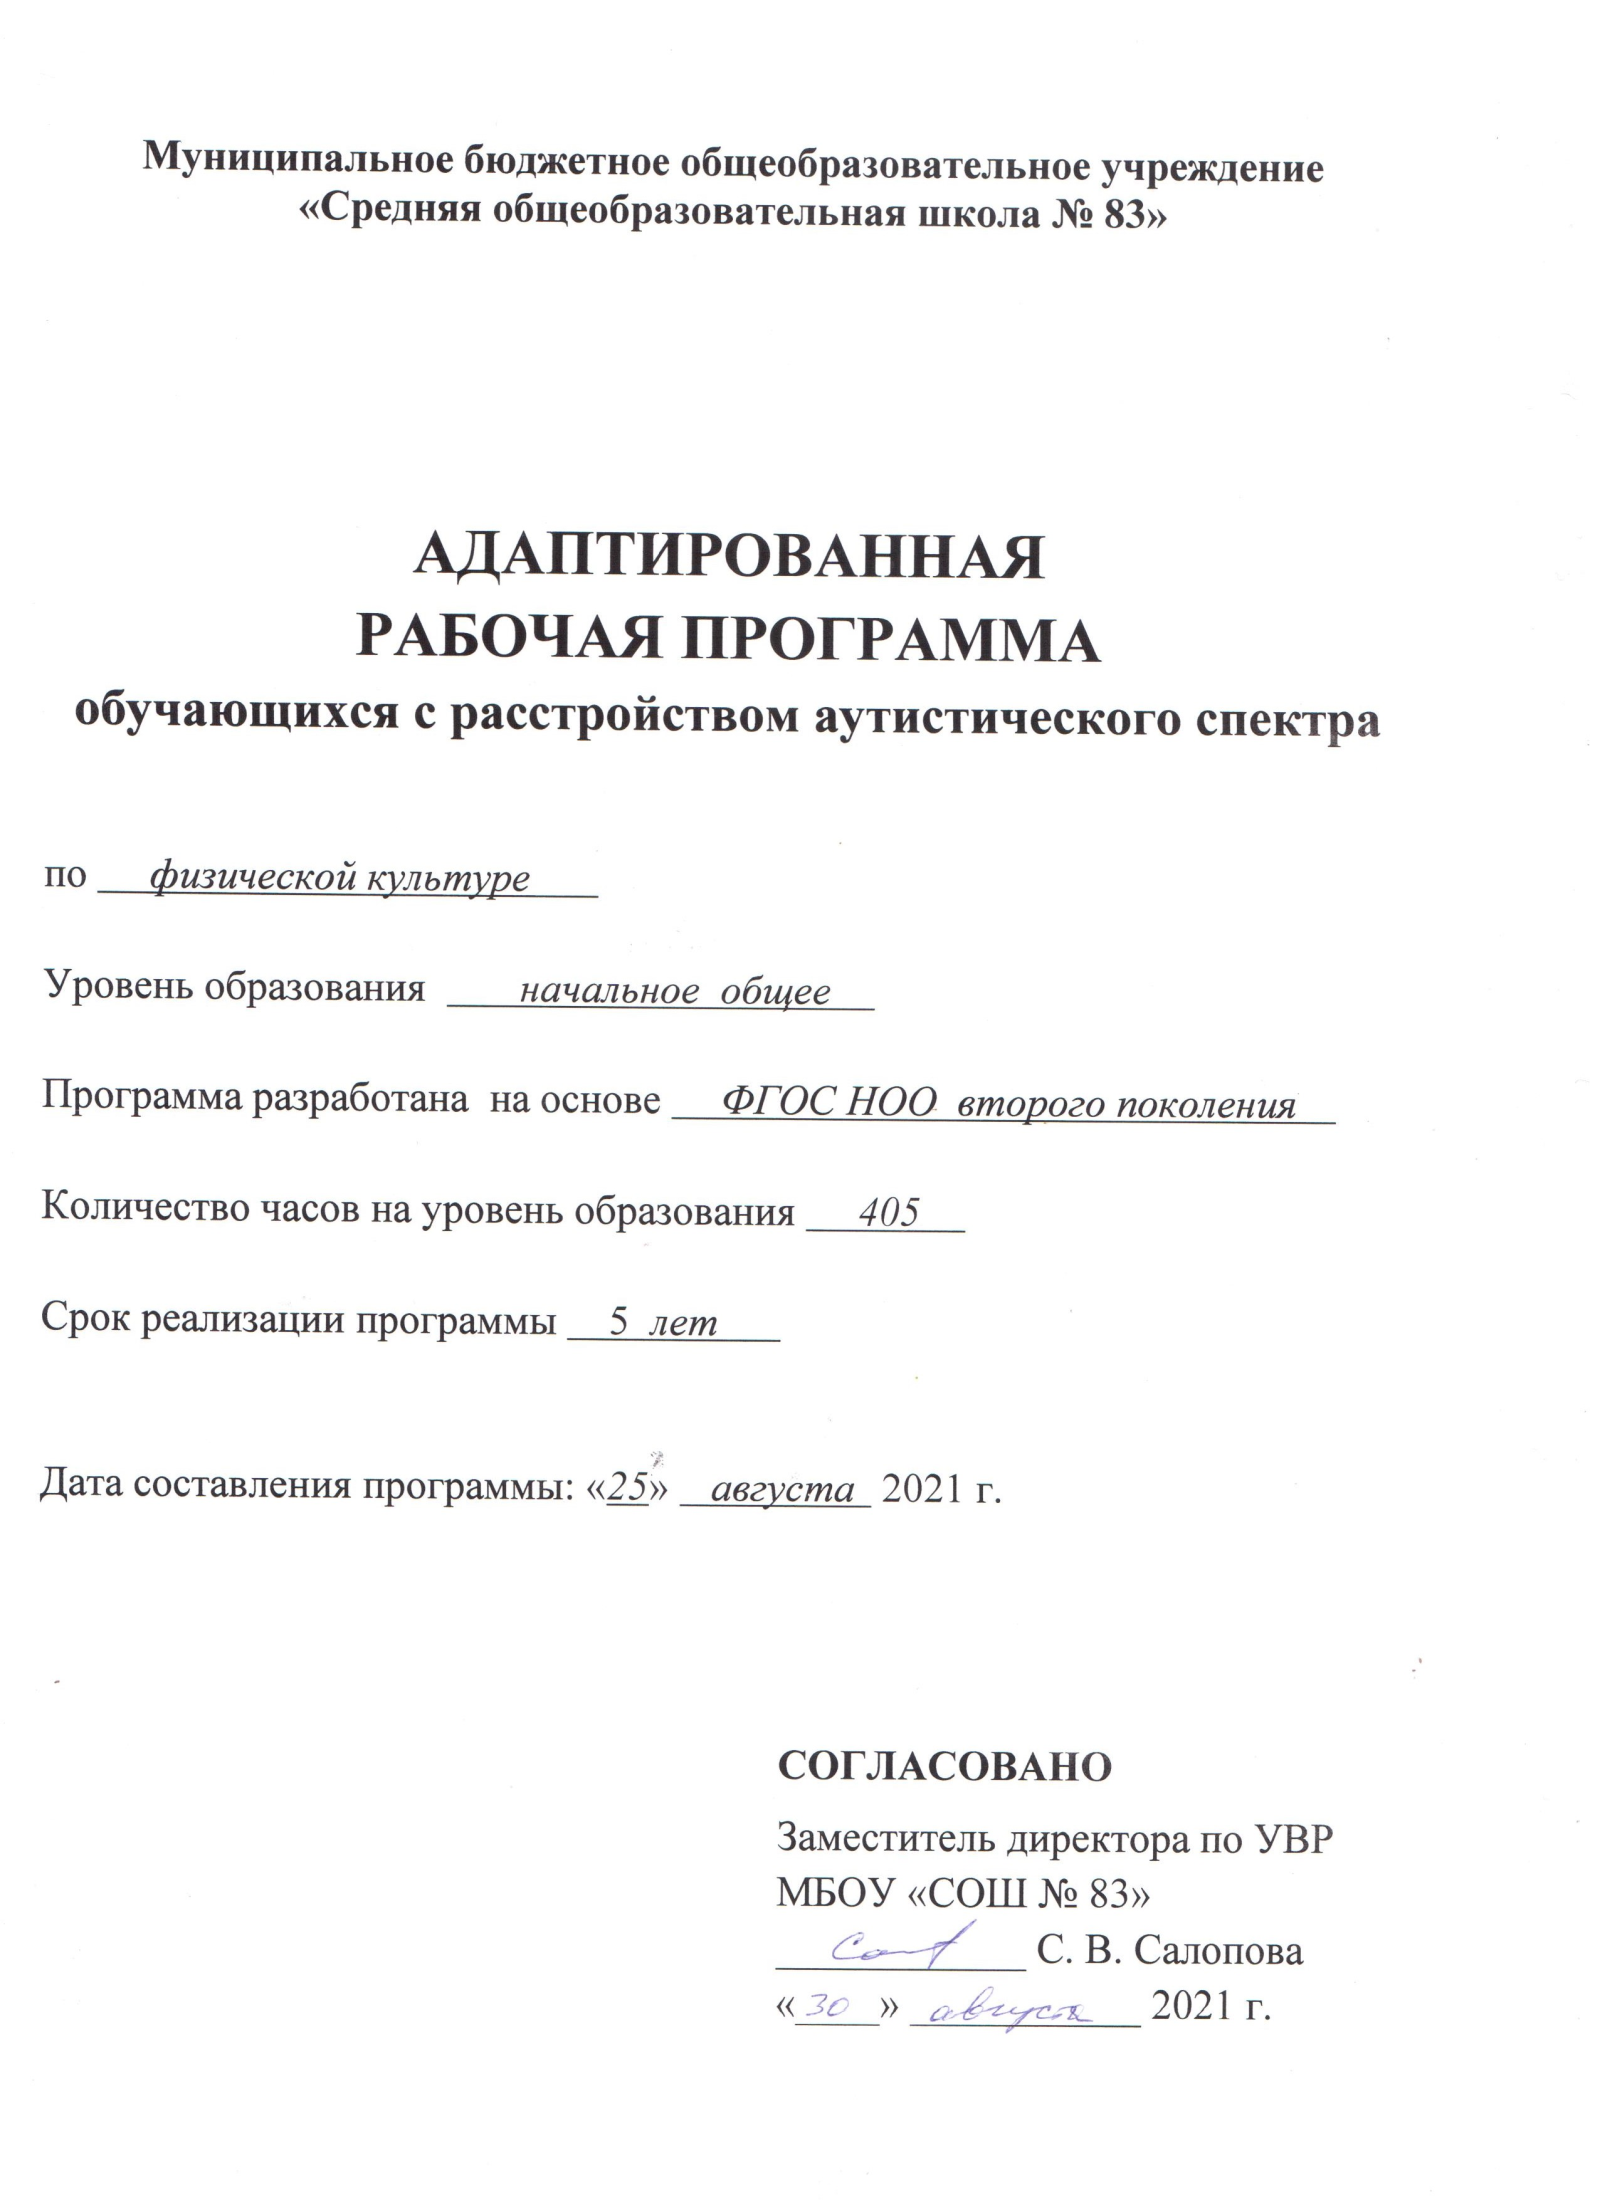 Муниципальное бюджетное общеобразовательное учреждение
«Средняя общеобразовательная школа № 83»
АДАПТИРОВАННАЯ
РАБОЧАЯ ПРОГРАММА
обучающихся с расстройством аутистического спектра
по физической культуре
Уровень образования начальное общее
Программа разработана на основе ФГОС НОО второго поколения
Количество часов на уровень образования 405
Срок реализации программы 5 лет
Дата составления программы: «25» августа 2021 г.
СОГЛАСОВАНО
Заместитель директора по УВР
МБОУ «СОШ № 83»
С. В. Салопова
«30» августа 2021 г.